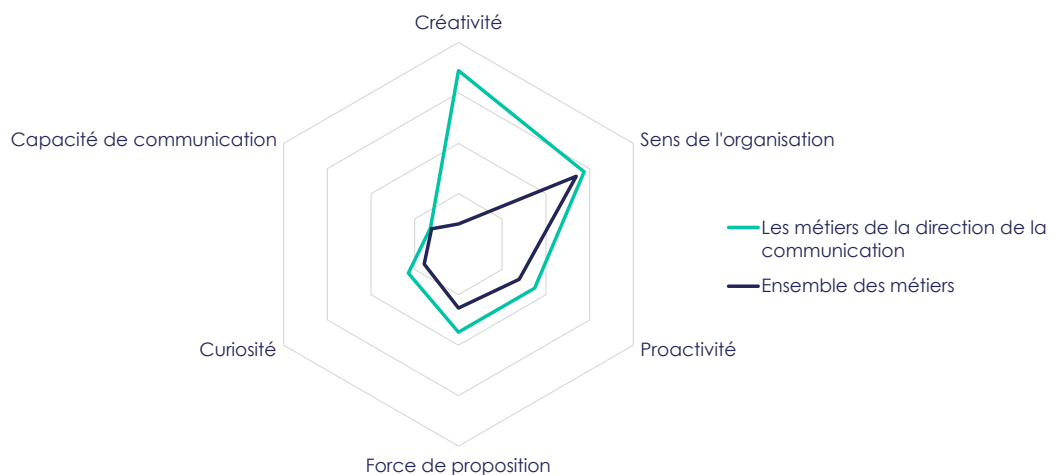 Créativité
Capacité de communication
Sens de l'organisation
Les métiers de la direction de la
communication
Ensemble des métiers
Curiosité
Proactivité
Force de proposition